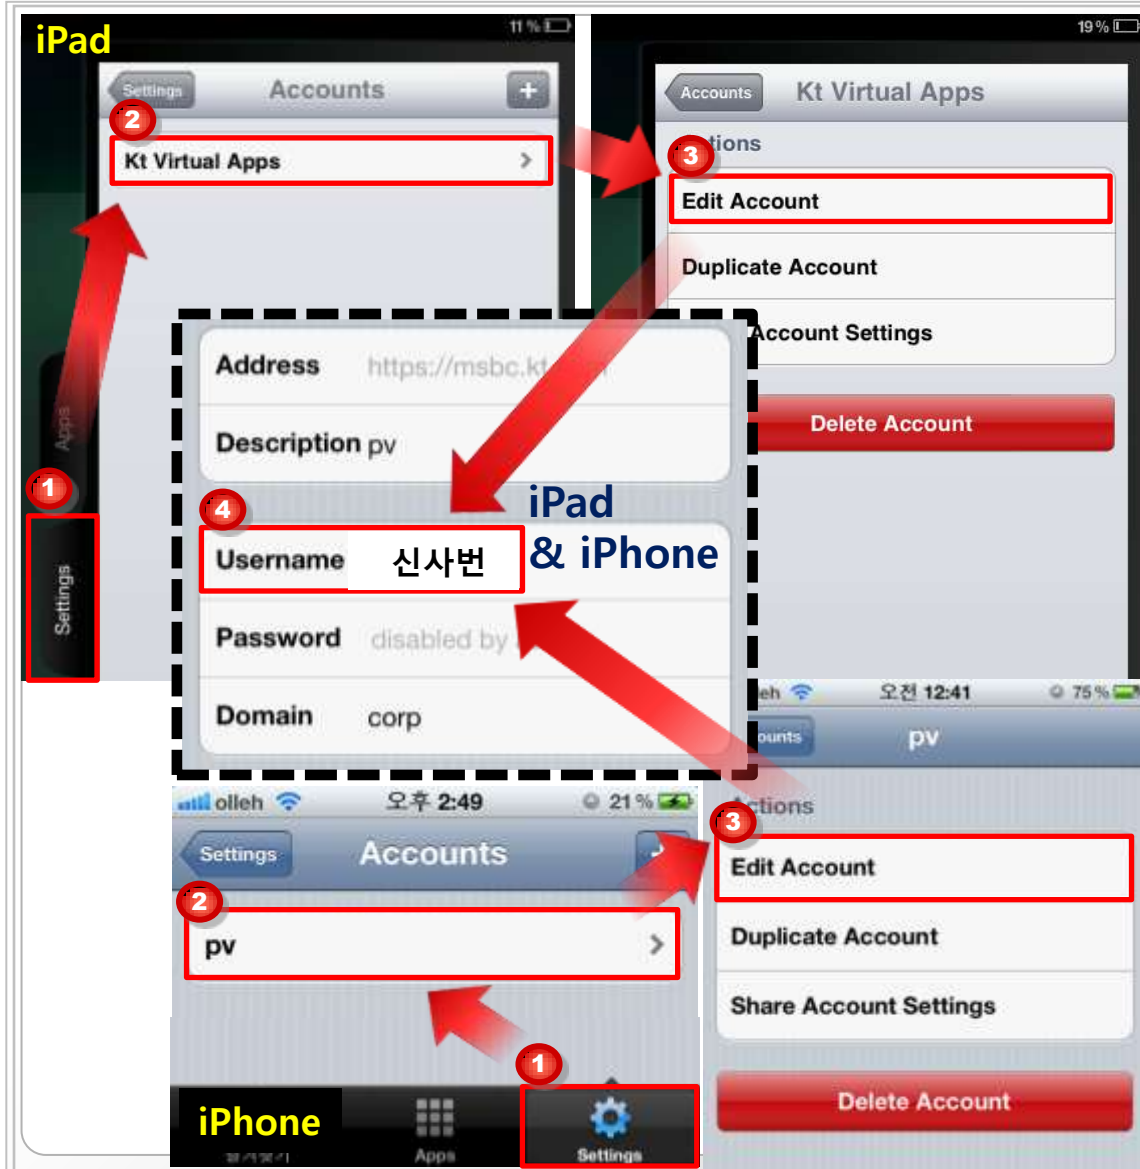 iPad
11 %
Settings
Accounts
+
2
Kt Virtual Apps
Apps
1
Settings
19 %
Accounts
Kt Virtual Apps
3
Edit Account
Duplicate Account
Account Settings
Delete Account
Address https://msbc.kt
Description pv
4
Username 신사번
iPad
& iPhone
Password disabled by
Domain corp
olleh 오후 2:49 21 %
Settings
Accounts
2
pv
1
iPhone
Apps
Settings
오전 12:41 75 %
pv
3
Edit Account
Duplicate Account
Share Account Settings
Delete Account